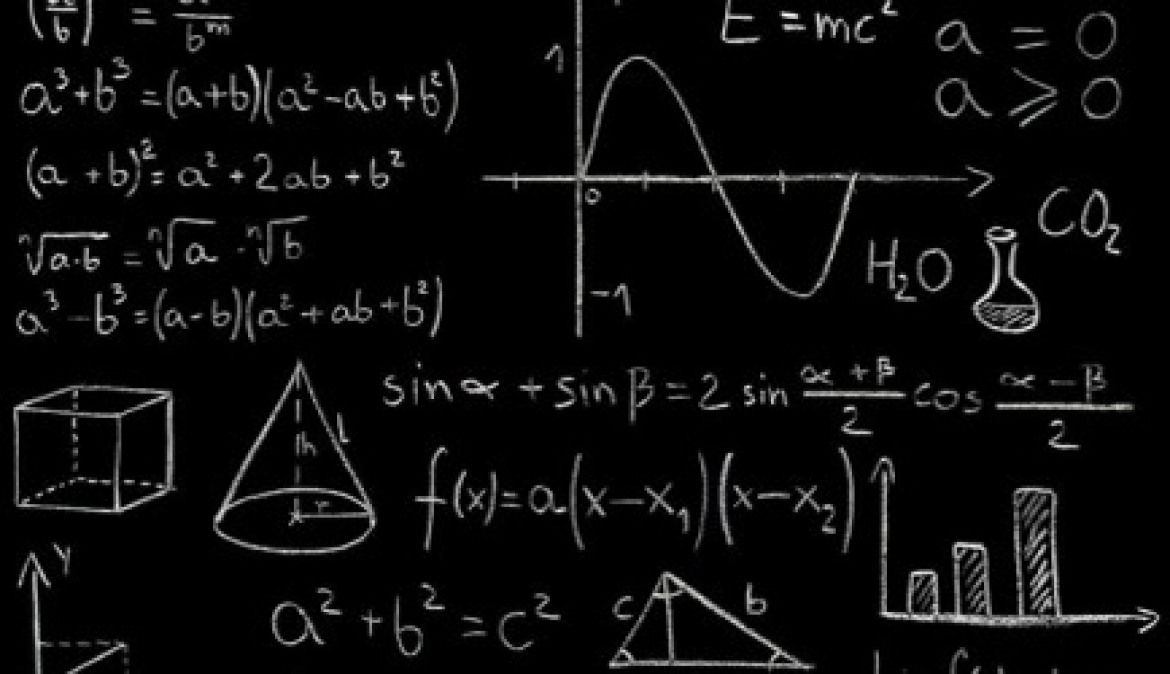 (a/b) = a/b^m
a³+b³=(a+b)(a²-ab+b²)
(a+b)²=a²+2ab+b²
ⁿ√a·b = ⁿ√a · ⁿ√b
a³-b³=(a-b)(a²+ab+b²)
1
0
-1
E=mc²
a = 0
a ⩾ 0
CO₂
H₂O
h
l
r
sinα + sin β = 2 sin (α + β)/2 cos (α - β)/2
f(x)=a(x-x₁)(x-x₂)
Y
a²+b²=c²
c
b